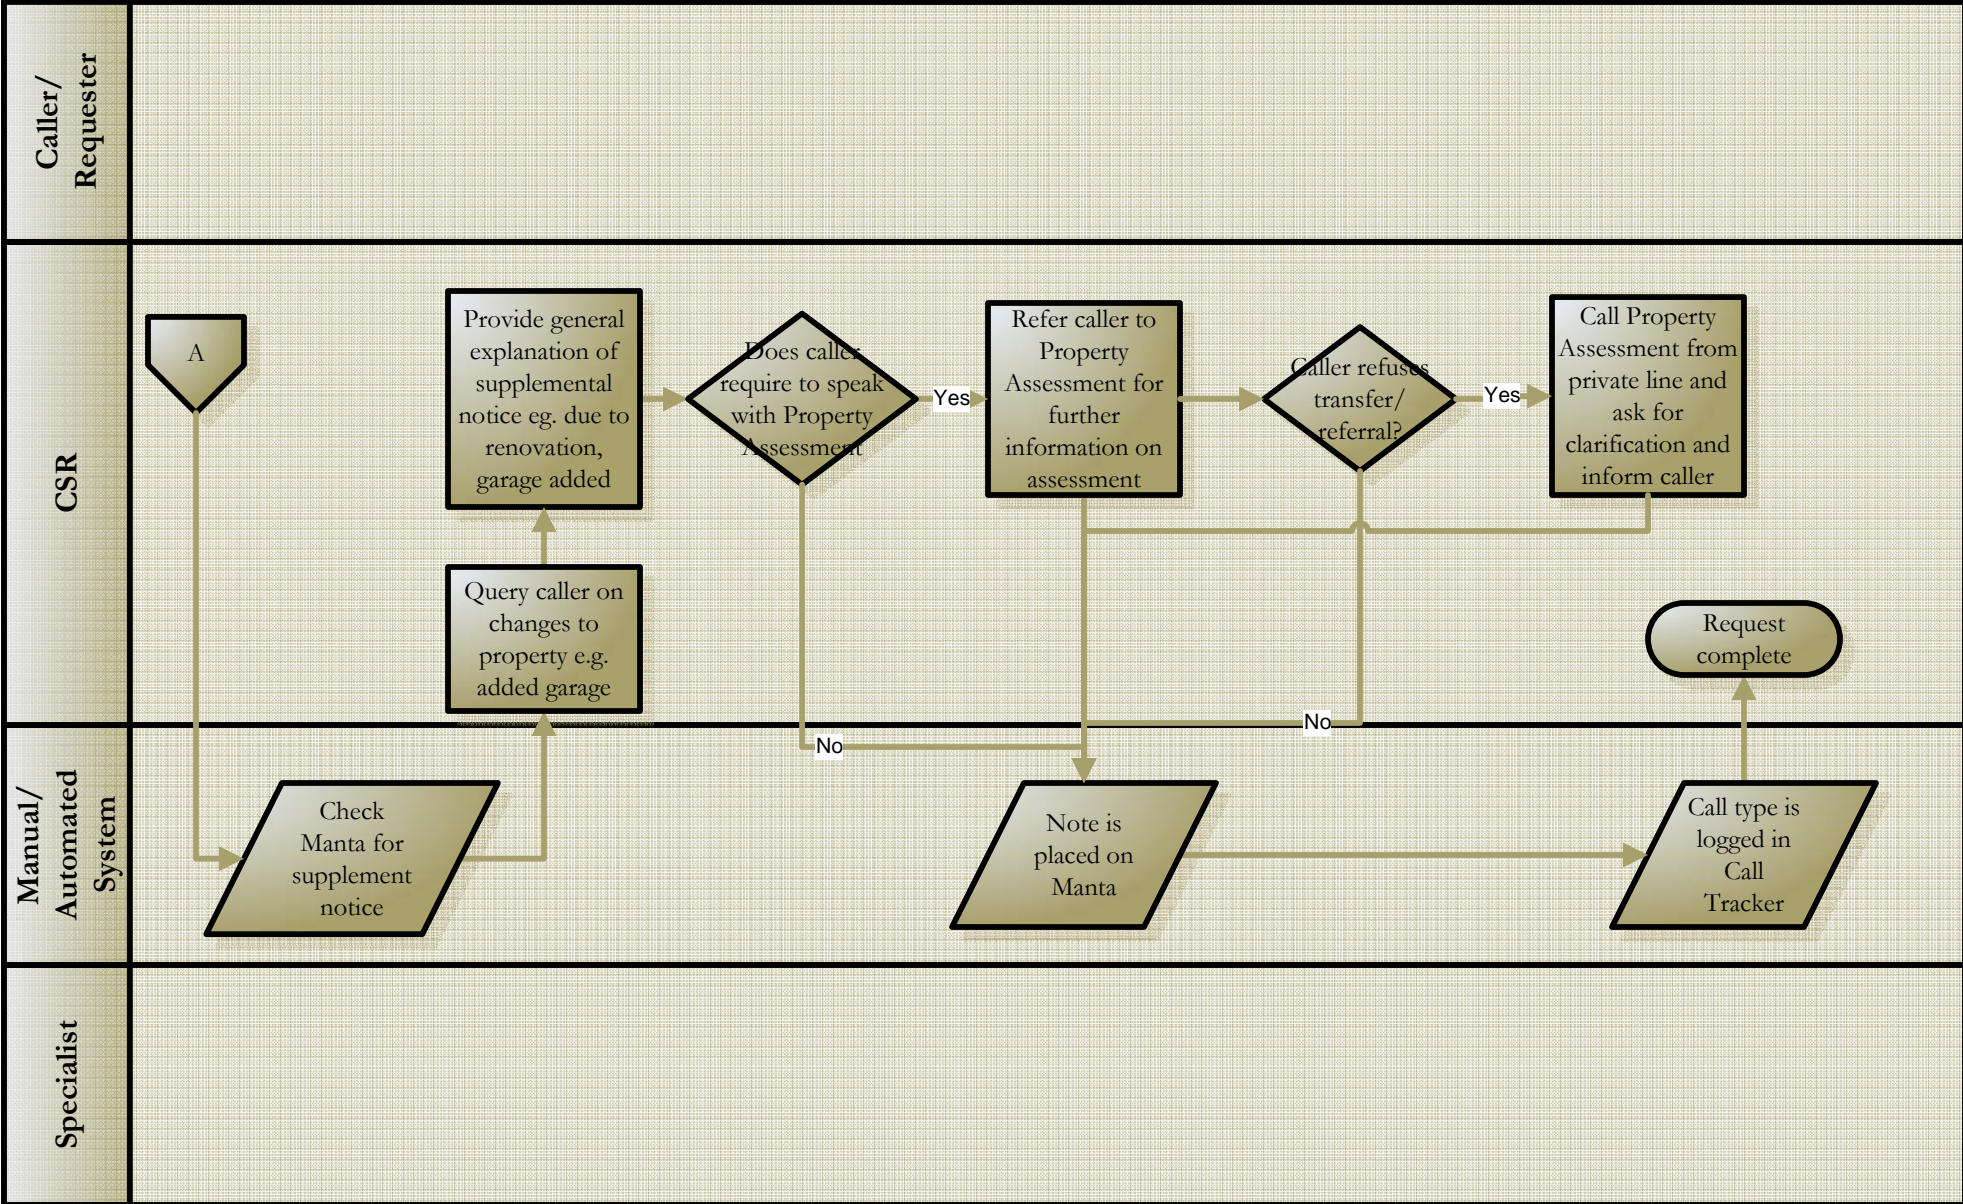 Caller/
Requester
CSR
Manual/
Automated
System
Specialist
A
Provide general
explanation of
supplemental
notice eg. due to
renovation,
garage added
Does caller
require to speak
with Property
Assessment
Yes
Refer caller to
Property
Assessment for
further
information on
assessment
Caller refuses
transfer/
referral?
Yes
Call Property
Assessment from
private line and
ask for
clarification and
inform caller
Query caller on
changes to
property e.g.
added garage
Request
complete
No
No
Check
Manta for
supplement
notice
Note is
placed on
Manta
Call type is
logged in
Call
Tracker